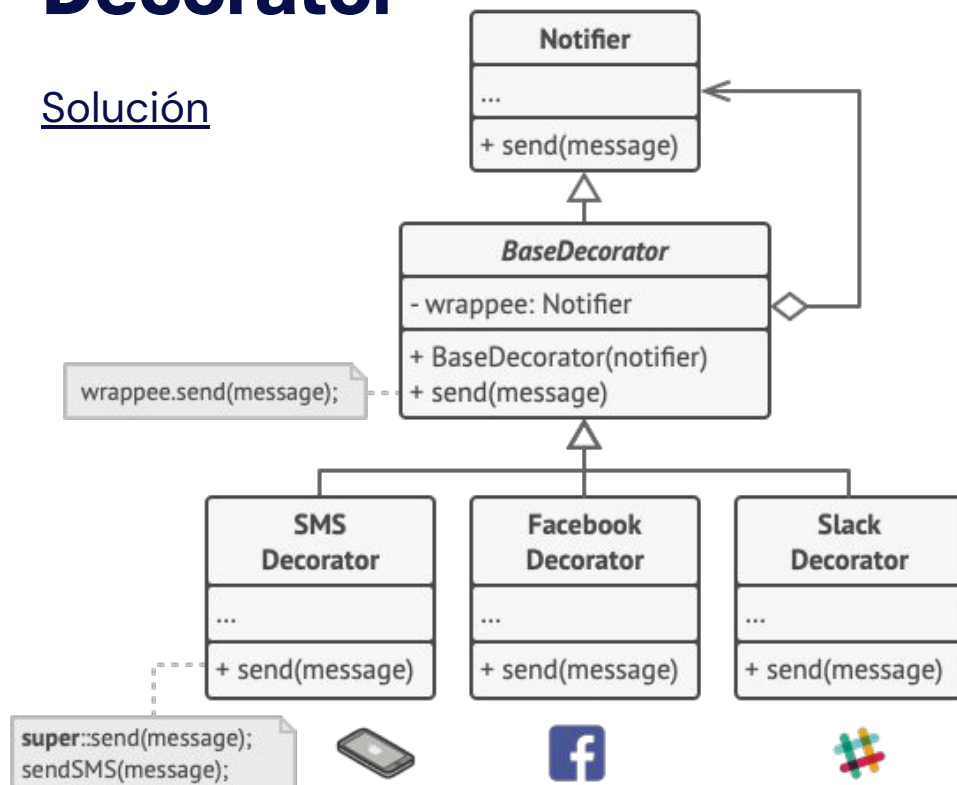 Decorator
Solución
Notifier
...
+ send(message)
BaseDecorator
- wrappee: Notifier
+ BaseDecorator(notifier)
+ send(message)
wrappee.send(message);
SMS
Decorator
...
+ send(message)
Facebook
Decorator
...
+ send(message)
Slack
Decorator
...
+ send(message)
super::send(message);
sendSMS(message);